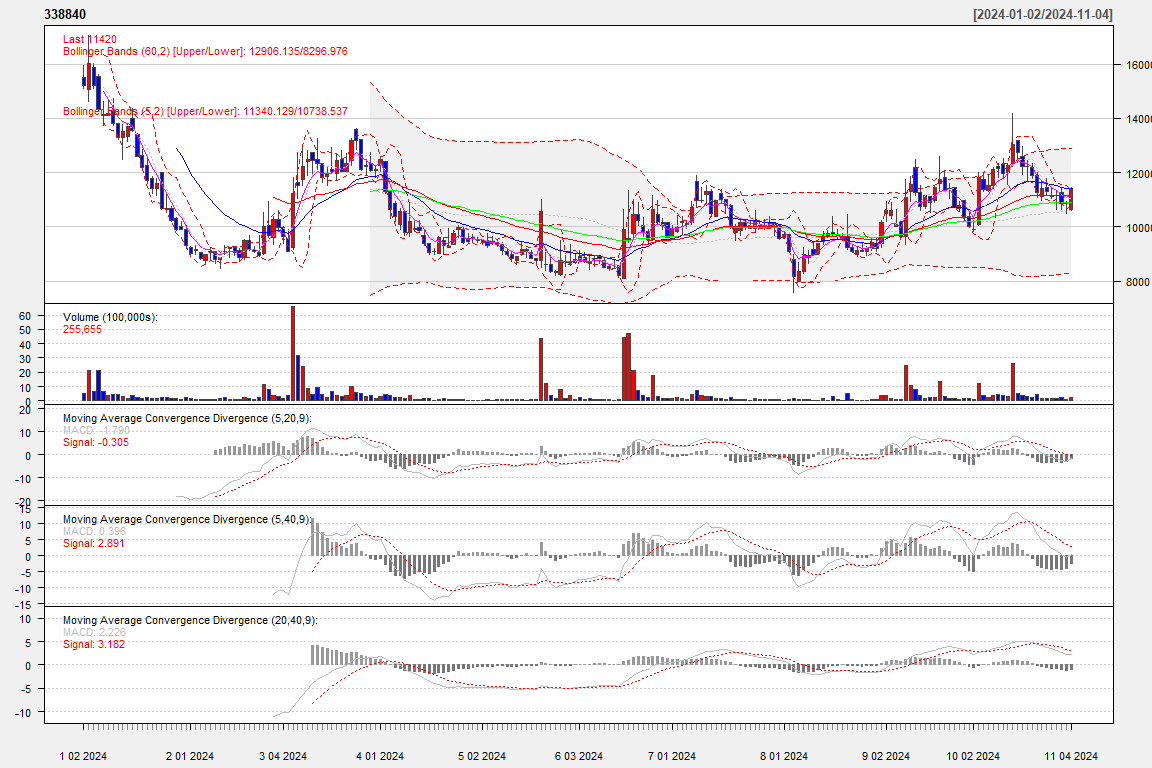 338840 [2024-01-02/2024-11-04]
Last 11420
Bollinger Bands (60,2) [Upper/Lower]: 12906.135/8296.976
Bollinger Bands (5,2) [Upper/Lower]: 11340.129/10738.537
16000
14000
12000
10000
8000
Volume (100,000s):
255,655
60
50
40
30
20
10
0
Moving Average Convergence Divergence (5,20,9):
MACD: -1.790
Signal: -0.305
20
10
0
-10
-20
Moving Average Convergence Divergence (5,40,9):
MACD: 0.396
Signal: 2.891
15
10
5
0
-5
-10
-15
Moving Average Convergence Divergence (20,40,9):
MACD: 2.226
Signal: 3.182
10
5
0
-5
-10
1 02 2024 2 01 2024 3 04 2024 4 01 2024 5 02 2024 6 03 2024 7 01 2024 8 01 2024 9 02 2024 10 02 2024 11 04 2024